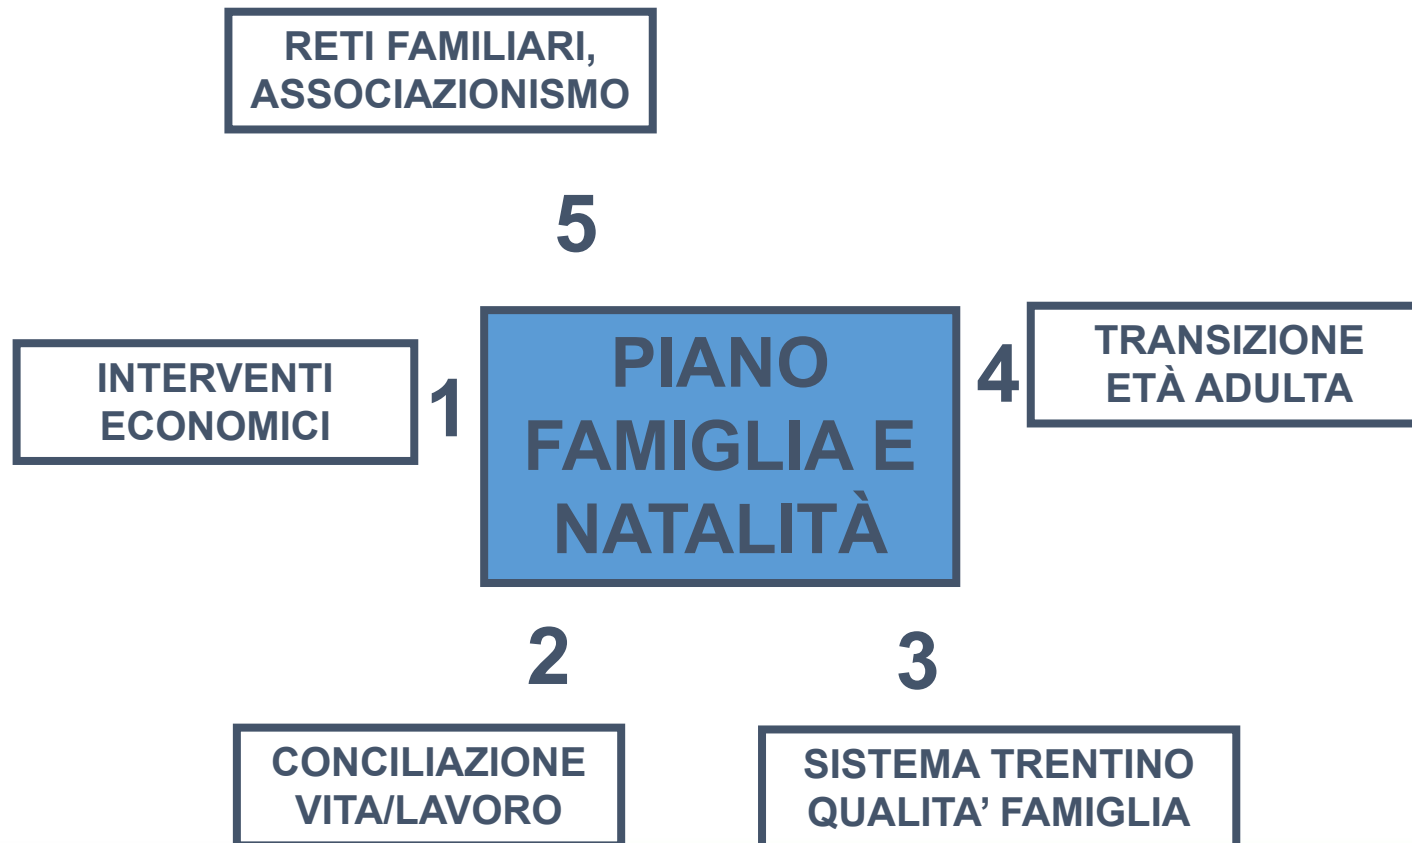 RETI FAMILIARI,
ASSOCIAZIONISMO
5
INTERVENTI
ECONOMICI
1
PIANO
FAMIGLIA E
NATALITÀ
4
TRANSIZIONE
ETÀ ADULTA
2
3
CONCILIAZIONE
VITA/LAVORO
SISTEMA TRENTINO
QUALITA’ FAMIGLIA